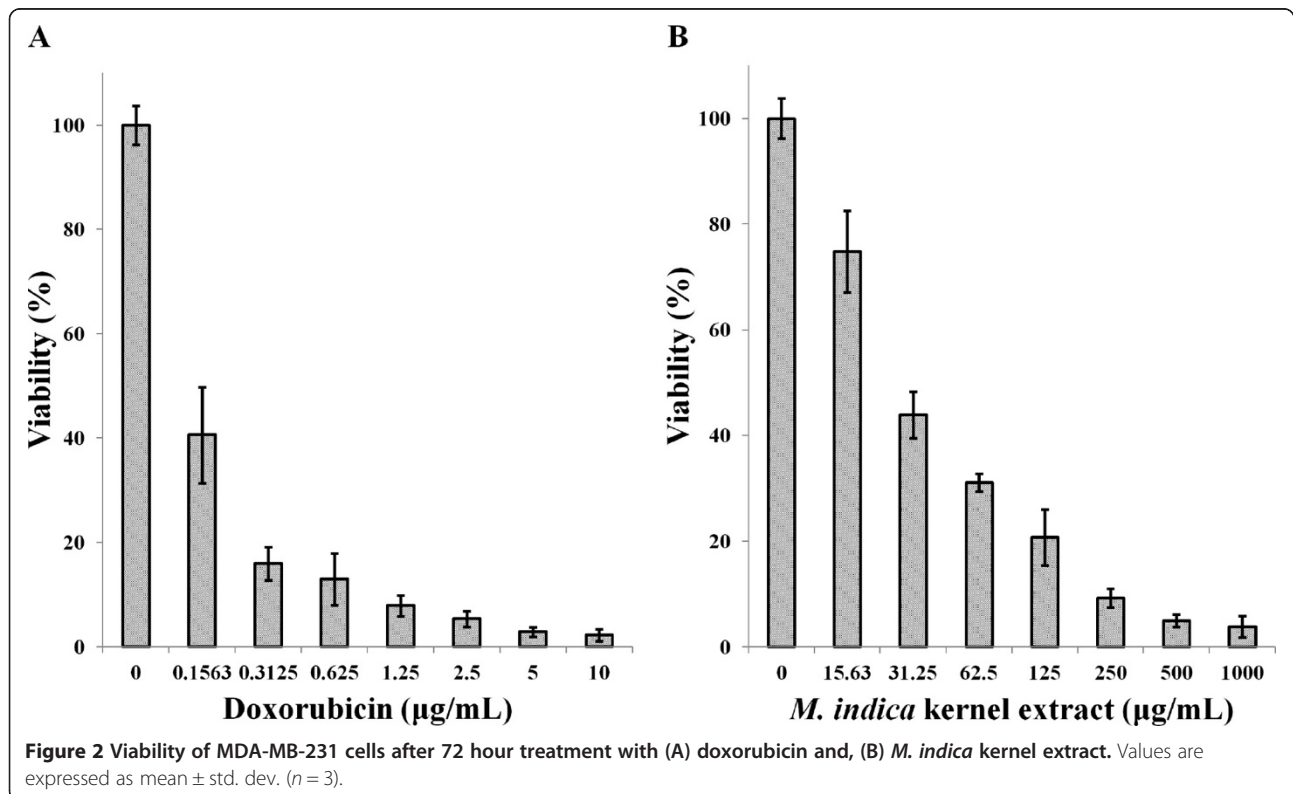 A
100
80
60
40
20
0
Viability (%)
0 0.1563 0.3125 0.625 1.25 2.5 5 10
Doxorubicin (µg/mL)
B
100
80
60
40
20
0
Viability (%)
0 15.63 31.25 62.5 125 250 500 1000
M. indica kernel extract (µg/mL)
Figure 2 Viability of MDA-MB-231 cells after 72 hour treatment with (A) doxorubicin and, (B) M. indica kernel extract. Values are
expressed as mean ± std. dev. (n = 3).